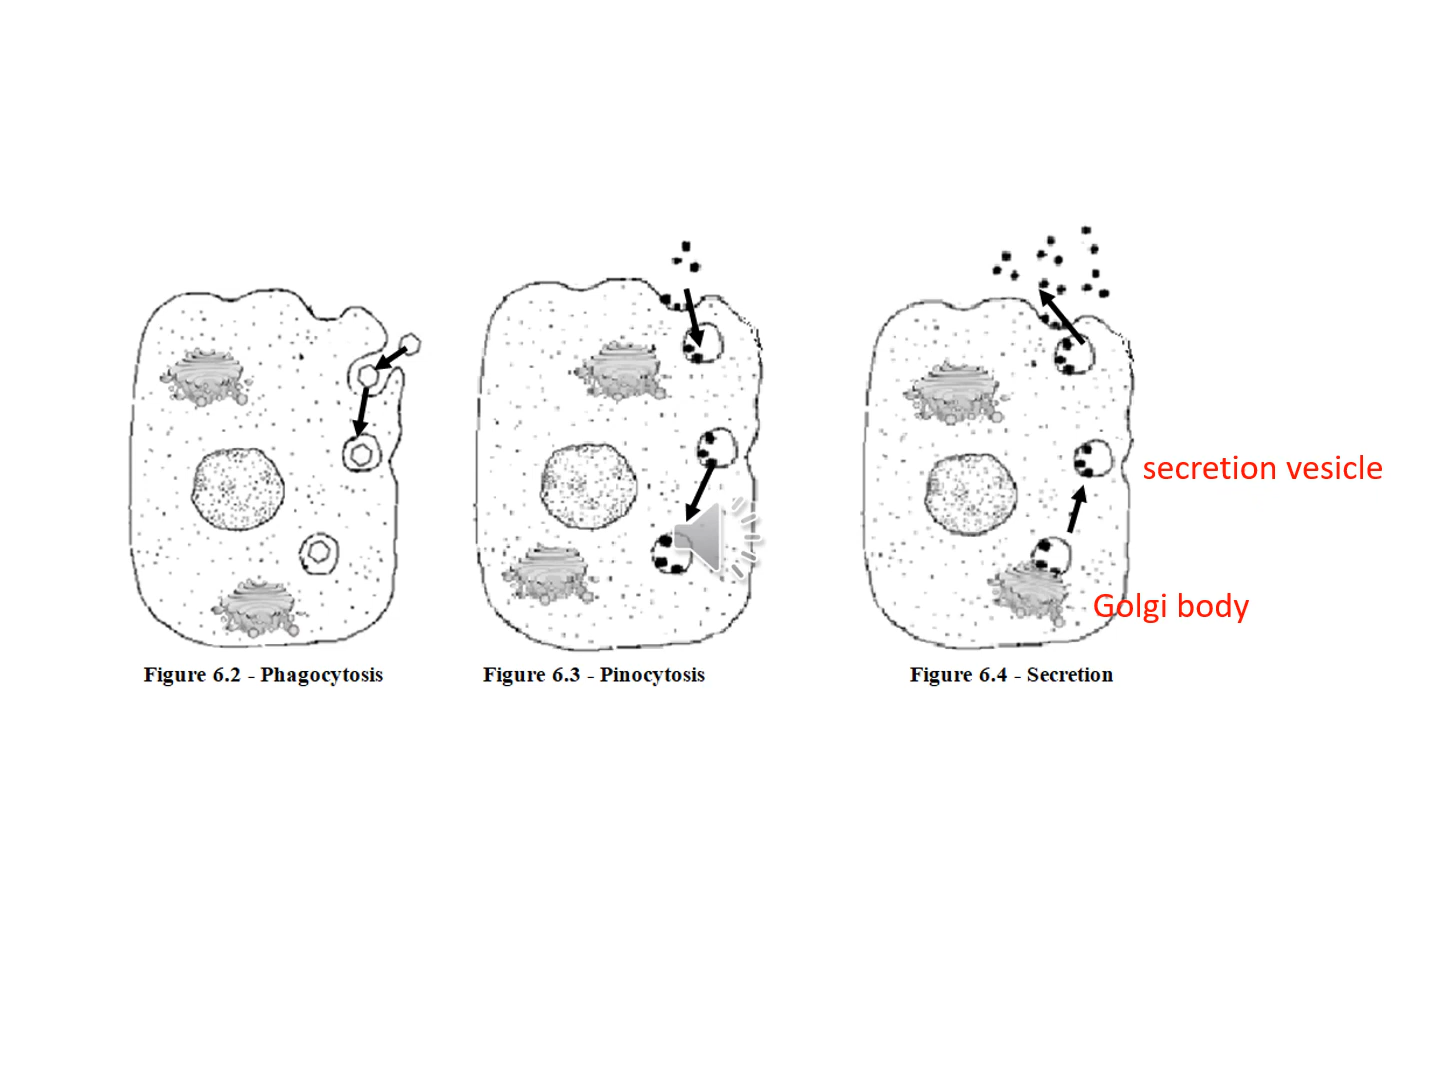 secretion vesicle
Golgi body
Figure 6.2 - Phagocytosis
Figure 6.3 - Pinocytosis
Figure 6.4 - Secretion